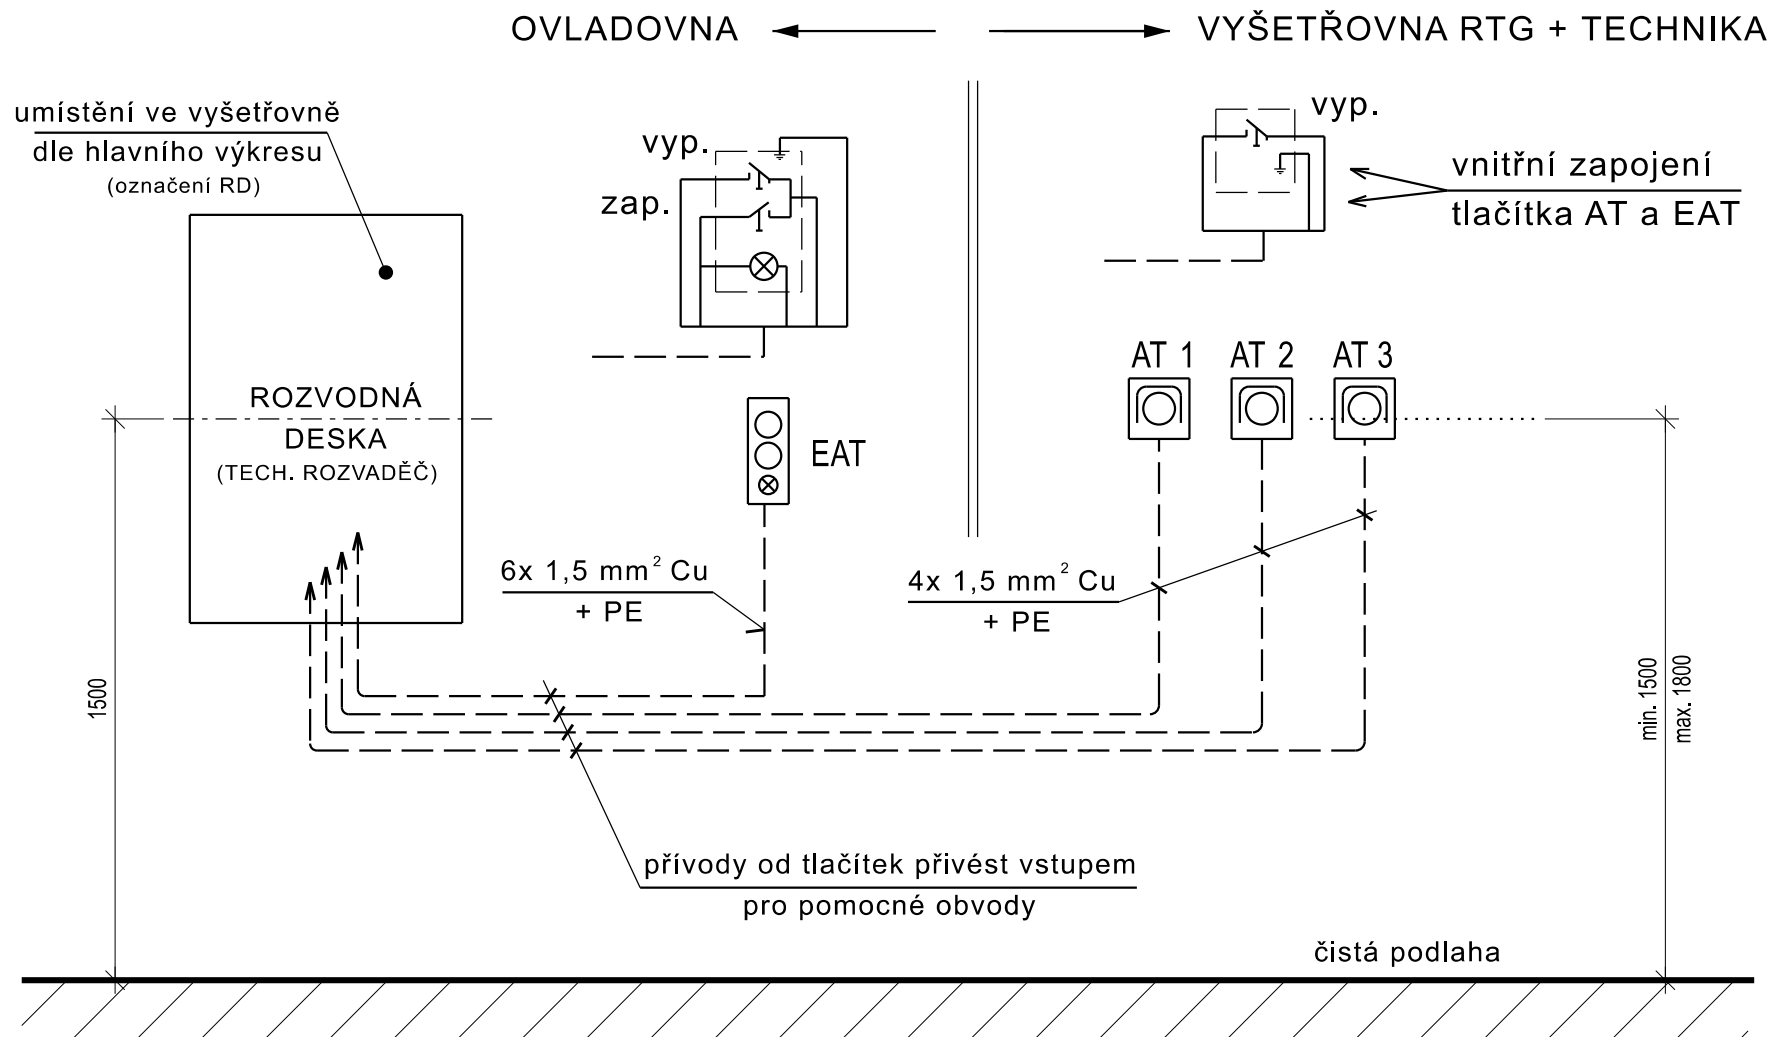 OVLADOVNA
VYŠETŘOVNA RTG + TECHNIKA
umístění ve vyšetřovně
dle hlavního výkresu
(označení RD)
vyp.
zap.
vyp.
vnitřní zapojení
tlačítka AT a EAT
AT 1
AT 2
AT 3
ROZVODNÁ
DESKA
(TECH. ROZVADĚČ)
EAT
6x 1,5 mm² Cu
+ PE
4x 1,5 mm² Cu
+ PE
1500
min. 1500
max. 1800
přívody od tlačítek přivést vstupem
pro pomocné obvody
čistá podlaha